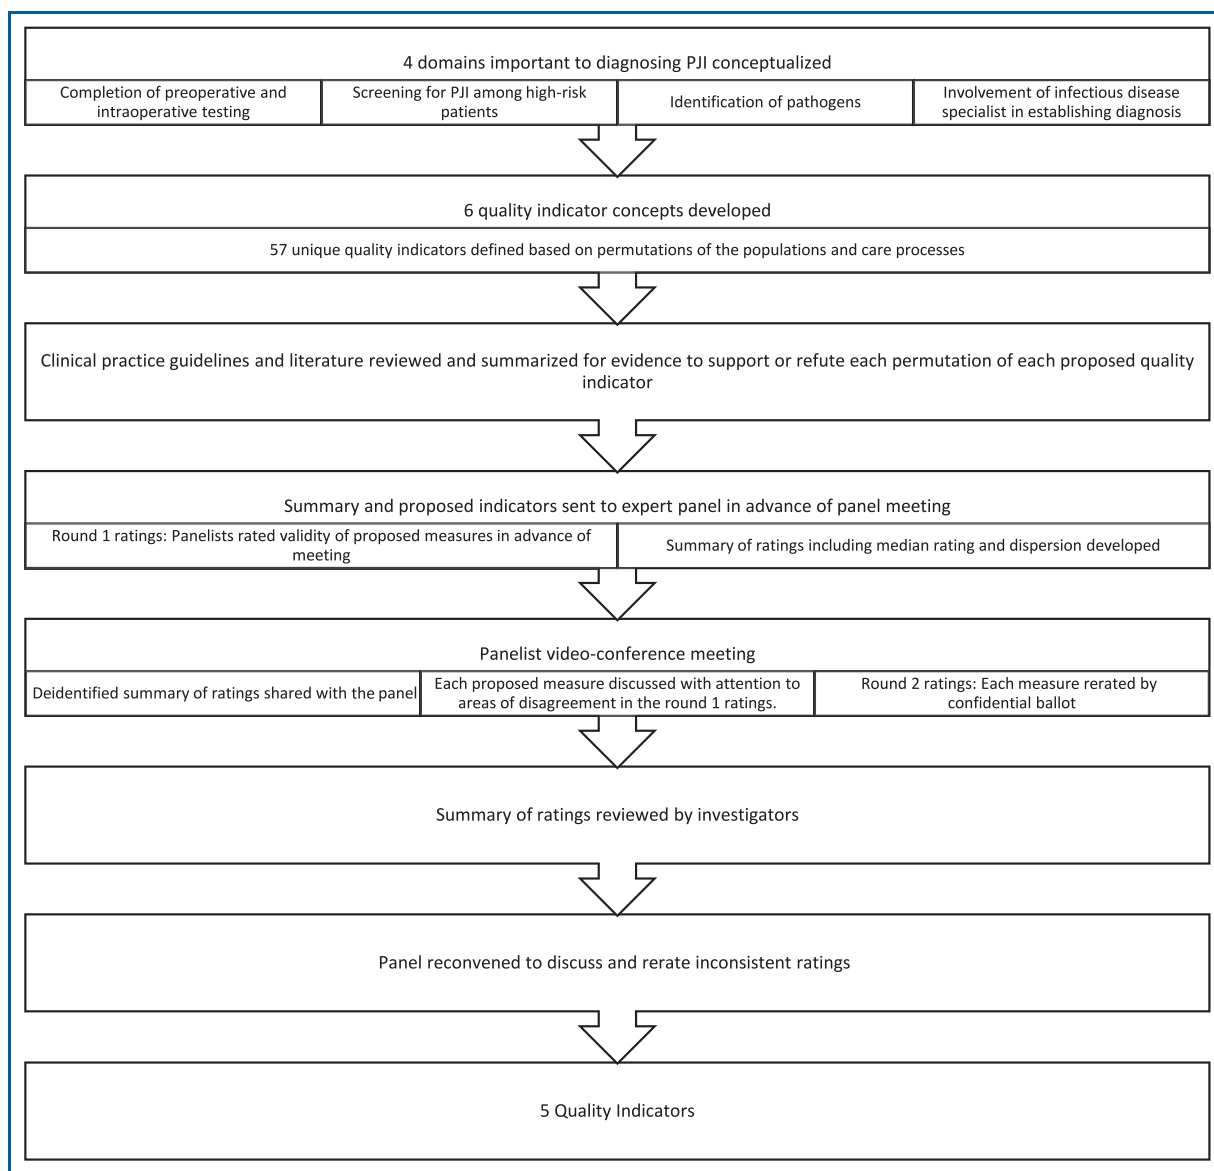 4 domains important to diagnosing PJI conceptualized
Completion of preoperative and
intraoperative testing
Screening for PJI among high-risk
patients
Identification of pathogens
Involvement of infectious disease
specialist in establishing diagnosis
6 quality indicator concepts developed
57 unique quality indicators defined based on permutations of the populations and care processes
Clinical practice guidelines and literature reviewed and summarized for evidence to support or refute each permutation of each proposed quality
indicator
Summary and proposed indicators sent to expert panel in advance of panel meeting
Round 1 ratings: Panelists rated validity of proposed measures in advance of
meeting
Summary of ratings including median rating and dispersion developed
Panelist video-conference meeting
Deidentified summary of ratings shared with the panel
Each proposed measure discussed with attention to
areas of disagreement in the round 1 ratings.
Round 2 ratings: Each measure rerated by
confidential ballot
Summary of ratings reviewed by investigators
Panel reconvened to discuss and rerate inconsistent ratings
5 Quality Indicators